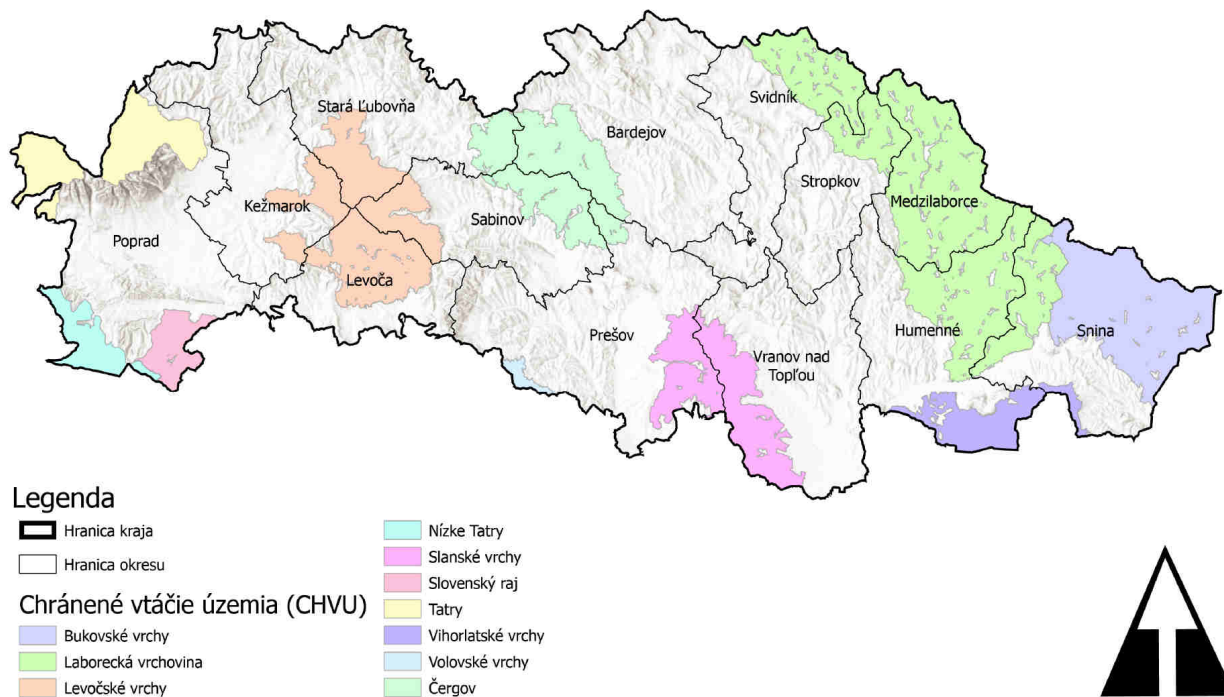 Stará Ľubovňa
Svidník
Bardejov
Stropkov
Medzilaborce
Kežmarok
Sabinov
Poprad
Levoča
Prešov
Humenné
Snina
Vranov nad
Topľou
Legenda
Hranica kraja
Hranica okresu
Chránené vtáčie územia (CHVU)
Bukovské vrchy
Laborecká vrchovina
Levočské vrchy
Nízke Tatry
Slanské vrchy
Slovenský raj
Tatry
Vihorlatské vrchy
Volovské vrchy
Čergov